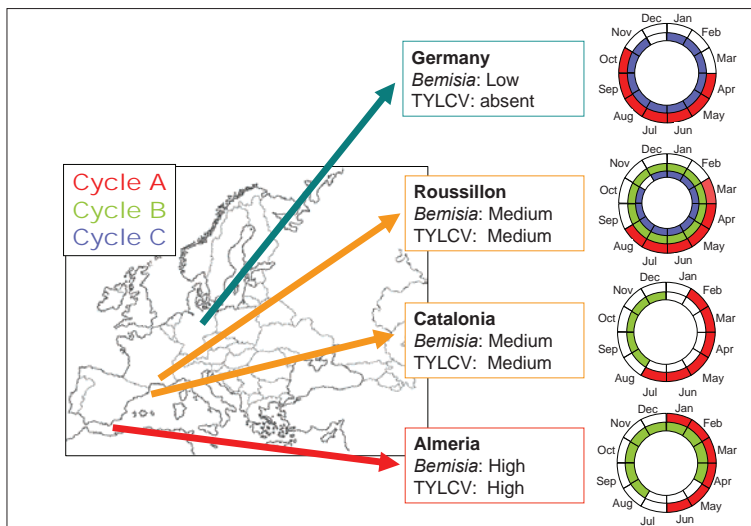 Cycle A
Cycle B
Cycle C
Germany
Bemisia: Low
TYLCV: absent
Dec Jan
Nov Feb
Oct Mar
Sep Apr
Aug May
Jul Jun
Roussillon
Bemisia: Medium
TYLCV: Medium
Dec Jan
Nov Feb
Oct Mar
Sep Apr
Aug May
Jul Jun
Catalonia
Bemisia: Medium
TYLCV: Medium
Dec Jan
Nov Feb
Oct Mar
Sep Apr
Aug May
Jul Jun
Almeria
Bemisia: High
TYLCV: High
Dec Jan
Nov Feb
Oct Mar
Sep Apr
Aug May
Jul Jun